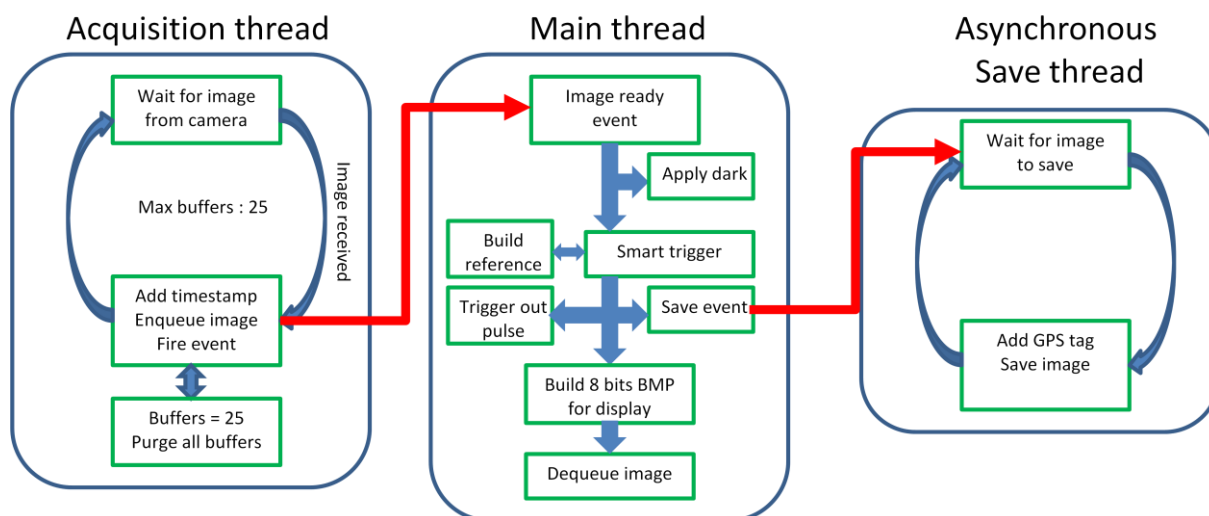 Acquisition thread
Wait for image
from camera
Max buffers : 25
Image received
Add timestamp
Enqueue image
Fire event
Buffers = 25
Purge all buffers
Main thread
Image ready
event
Apply dark
Build
reference
Smart trigger
Trigger out
pulse
Save event
Build 8 bits BMP
for display
Dequeue image
Asynchronous
Save thread
Wait for image
to save
Add GPS tag
Save image